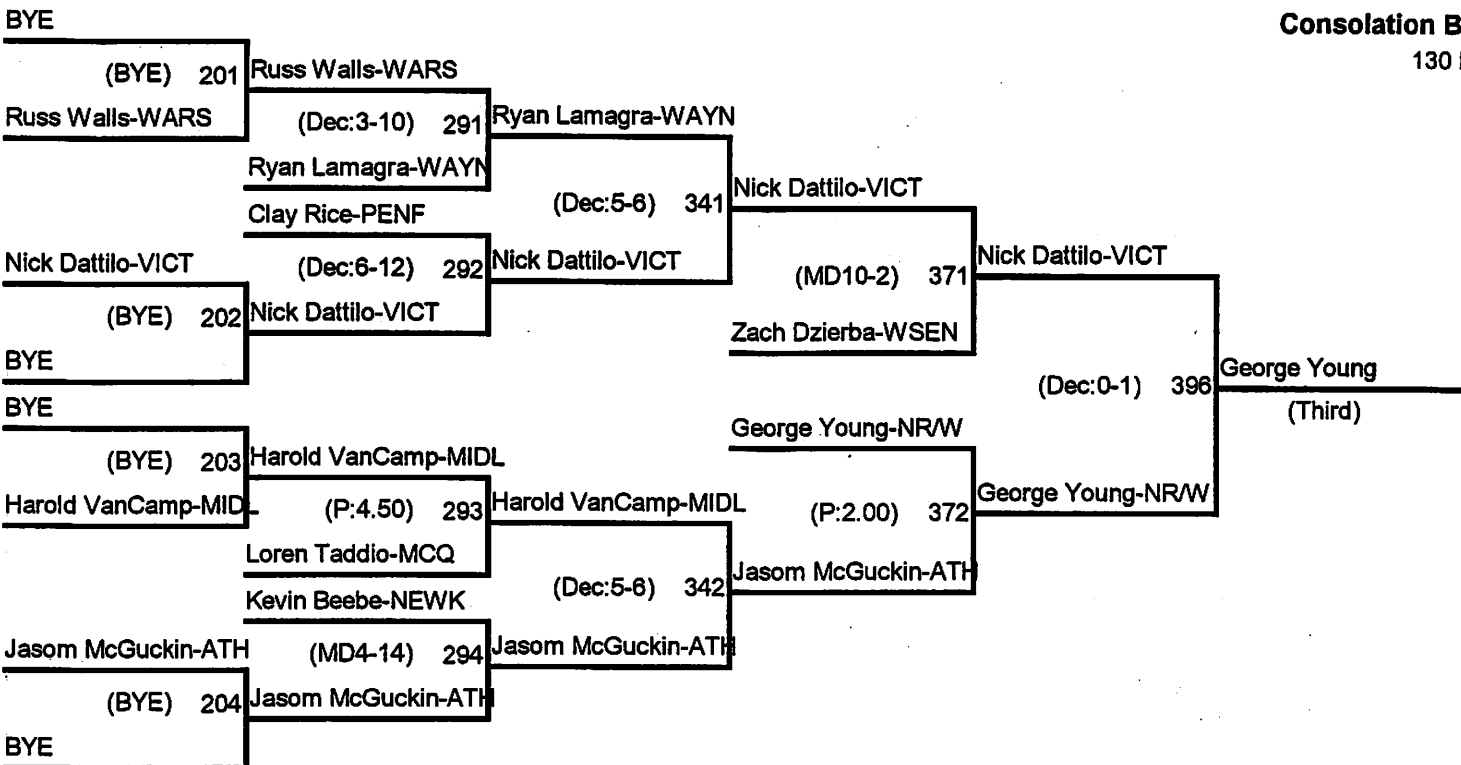 Consolation B
130
BYE
(BYE) 201
Russ Walls-WARS
Russ Walls-WARS
(Dec:3-10) 291
Ryan Lamagra-WAYN
Ryan Lamagra-WAYN
(Dec:5-6) 341
Clay Rice-PENF
(Dec:6-12) 292
Nick Dattilo-VICT
Nick Dattilo-VICT
(BYE) 202
Nick Dattilo-VICT
BYE
Nick Dattilo-VICT
(MD10-2) 371
Zach Dzierba-WSEN
Nick Dattilo-VICT
(Dec:0-1) 396
George Young
(Third)
BYE
(BYE) 203
Harold VanCamp-MIDL
Harold VanCamp-MIDL
(P:4.50) 293
Loren Taddio-MCQ
Harold VanCamp-MIDL
(Dec:5-6) 342
Kevin Beebe-NEWK
(MD4-14) 294
Jasom McGuckin-ATH
Jasom McGuckin-ATH
(BYE) 204
Jasom McGuckin-ATH
BYE
George Young-NR/W
(P:2.00) 372
Jasom McGuckin-ATH
George Young-NR/W